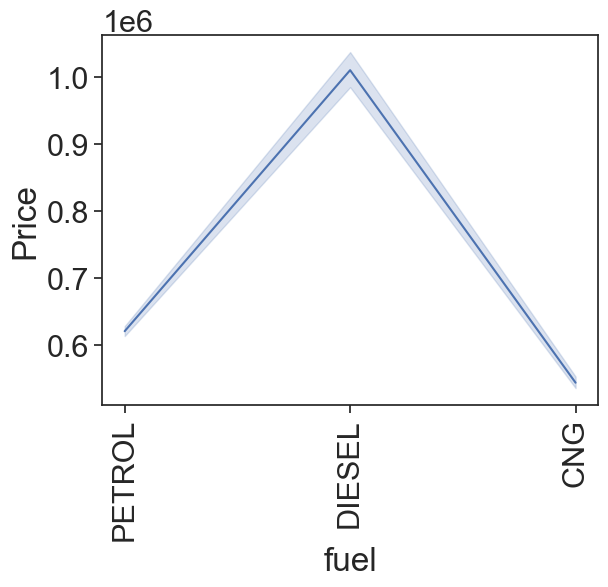 1e6
1.0
0.9
0.8
0.7
0.6
Price
PETROL
DIESEL
CNG
fuel